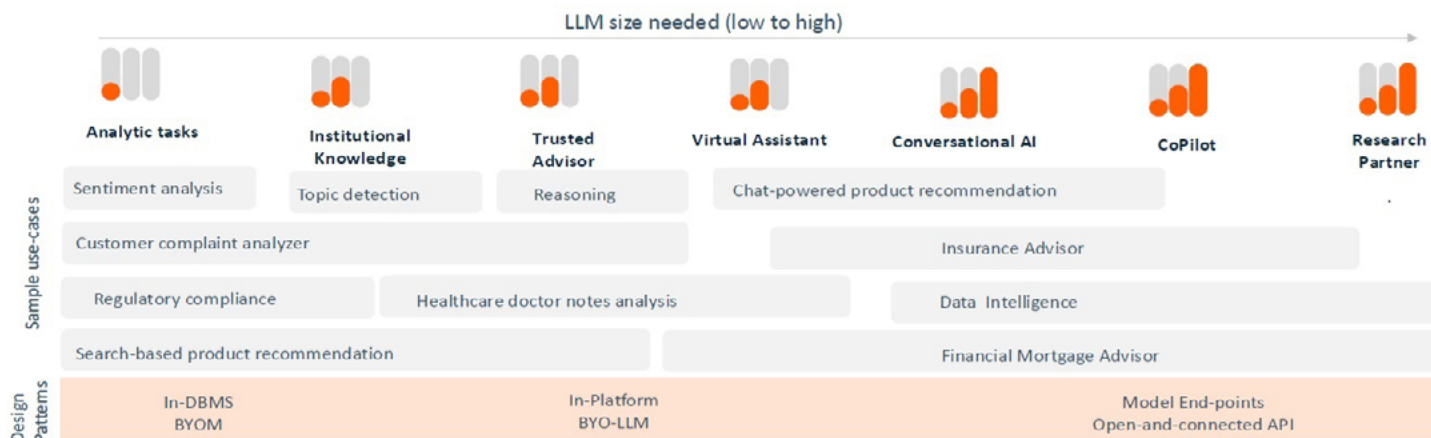 LLM size needed (low to high)
Analytic tasks
Institutional
Knowledge
Trusted
Advisor
Virtual Assistant
Conversational AI
CoPilot
Research
Partner
Sample use-cases
Sentiment analysis
Topic detection
Reasoning
Chat-powered product recommendation
Customer complaint analyzer
Insurance Advisor
Regulatory compliance
Healthcare doctor notes analysis
Data Intelligence
Search-based product recommendation
Financial Mortgage Advisor
Design
Patterns
In-DBMS
BYOM
In-Platform
BYO-LLM
Model End-points
Open-and-connected API